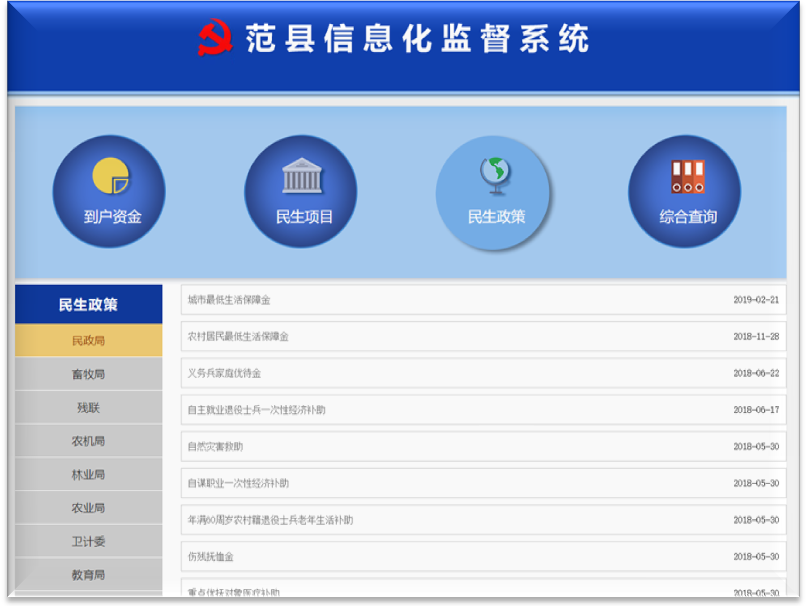 范县信息化监督系统
到户资金 民生项目 民生政策 综合查询
民生政策
民政局
畜牧局
残联
农机局
林业局
农业局
卫计委
教育局
城市最低生活保障金 2019-02-21
农村居民最低生活保障金 2018-11-28
义务兵家庭优待金 2018-06-22
自主就业退役士兵一次性经济补助 2018-06-17
自然灾害救助 2018-05-30
自谋职业一次性经济补助 2018-05-30
年满60周岁农村籍退役士兵老年生活补助 2018-05-30
伤残抚恤金 2018-05-30
重点优抚对象医疗补助 2018-05-30